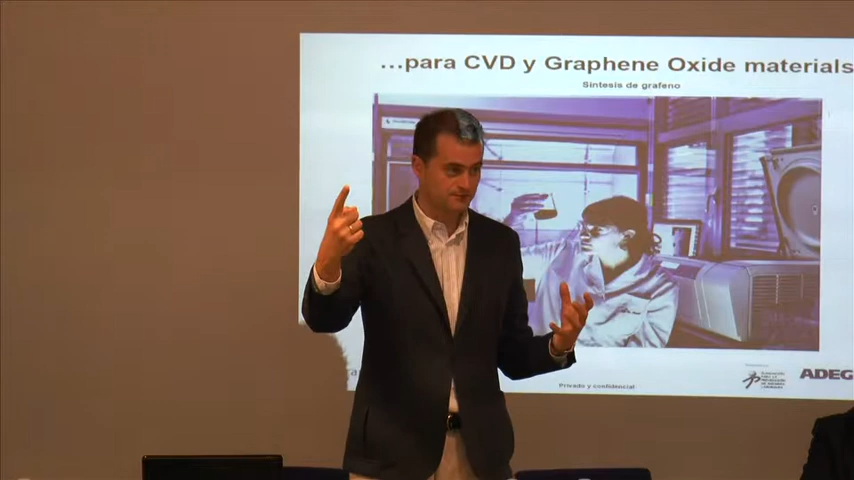 ...para CVD y Graphene Oxide materials
Síntesis de grafeno
Privado y confidencial
ADEG